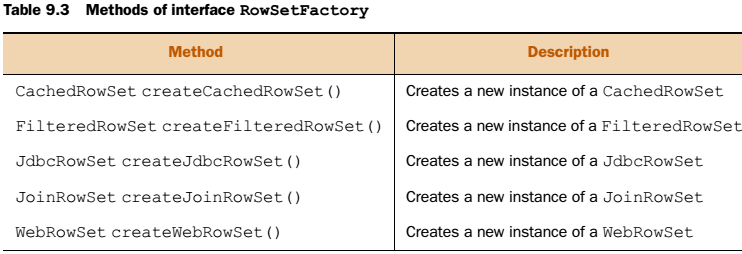 Table 9.3 Methods of interface RowSetFactory
Method Description
CachedRowSet createCachedRowSet() Creates a new instance of a CachedRowSet
FilteredRowSet createFilteredRowSet() Creates a new instance of a FilteredRowSet
JdbcRowSet createJdbcRowSet() Creates a new instance of a JdbcRowSet
JoinRowSet createJoinRowSet() Creates a new instance of a JoinRowSet
WebRowSet createWebRowSet() Creates a new instance of a WebRowSet